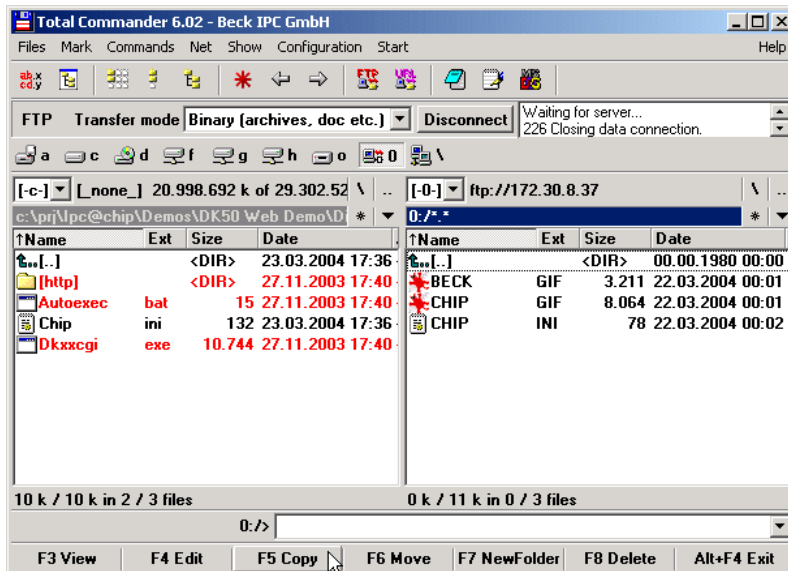 Total Commander 6.02 - Beck IPC GmbH
Files Mark Commands Net Show Configuration Start Help
FTP Transfer mode Binary (archives, doc etc.) Disconnect Waiting for server...
226 Closing data connection.
a c d f g h o 0 \
[-c-] [_none_] 20.998.692 k of 29.302.52 \ .. [-0-] ftp://172.30.8.37 \ ..
c:\prj\Ipc@chip\Demos\DK50 Web Demo\Di * 0:/*.* *
↑Name Ext Size Date ↑Name Ext Size Date
[..] <DIR> 23.03.2004 17:36 [..] <DIR> 00.00.1980 00:00
[http] <DIR> 27.11.2003 17:40 BECK GIF 3.211 22.03.2004 00:01
Autoexec bat 15 27.11.2003 17:40 CHIP GIF 8.064 22.03.2004 00:01
Chip ini 132 23.03.2004 17:36 CHIP INI 78 22.03.2004 00:02
Dkxxcgi exe 10.744 27.11.2003 17:40
10 k / 10 k in 2 / 3 files 0 k / 11 k in 0 / 3 files
0:/>
F3 View F4 Edit F5 Copy F6 Move F7 NewFolder F8 Delete Alt+F4 Exit